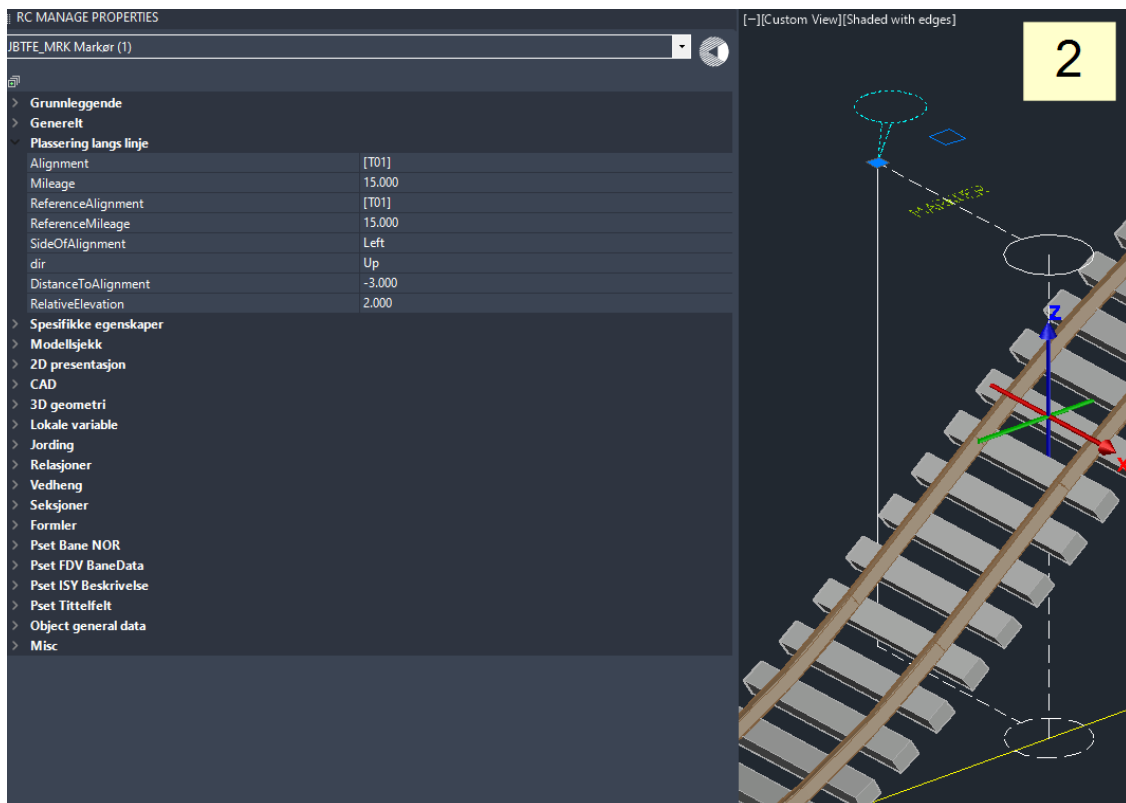 RC MANAGE PROPERTIES
JBTFE_MRK Markør (1)
Grunnleggende
Generelt
Plassering langs linje
Alignment [T01]
Mileage 15.000
ReferenceAlignment [T01]
ReferenceMileage 15.000
SideOfAlignment Left
dir Up
DistanceToAlignment -3.000
RelativeElevation 2.000
Spesifikke egenskaper
Modellsjekk
2D presentasjon
CAD
3D geometri
Lokale variable
Jording
Relasjoner
Vedheng
Seksjoner
Formler
Pset Bane NOR
Pset FDV BaneData
Pset ISY Beskrivelse
Pset Tittelfelt
Object general data
Misc
[−][Custom View][Shaded with edges]
2
Z
X